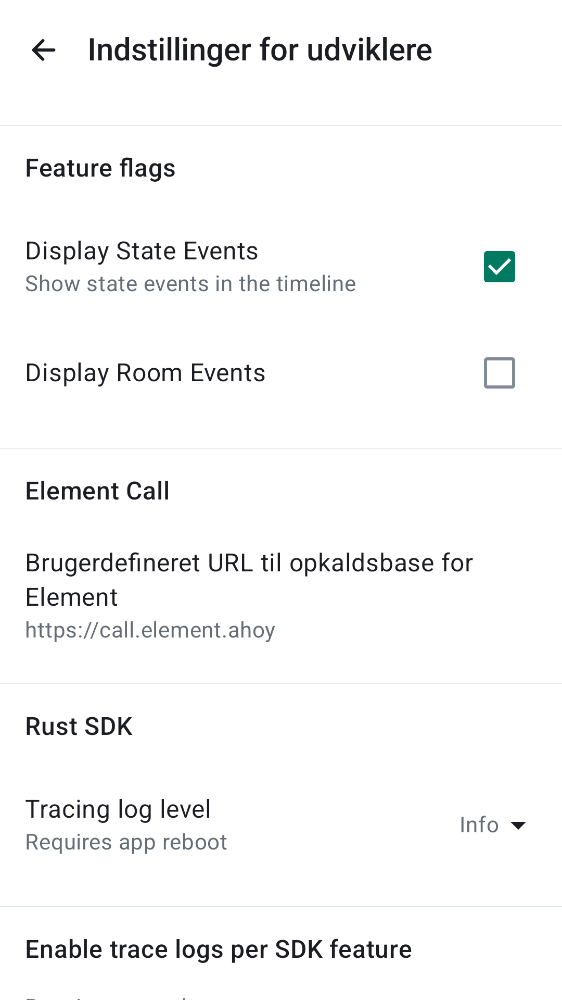 Indstillinger for udviklere
Feature flags
Display State Events
Show state events in the timeline
Display Room Events
Element Call
Brugerdefineret URL til opkaldsbase for
Element
https://call.element.ahoy
Rust SDK
Tracing log level
Requires app reboot
Info
Enable trace logs per SDK feature